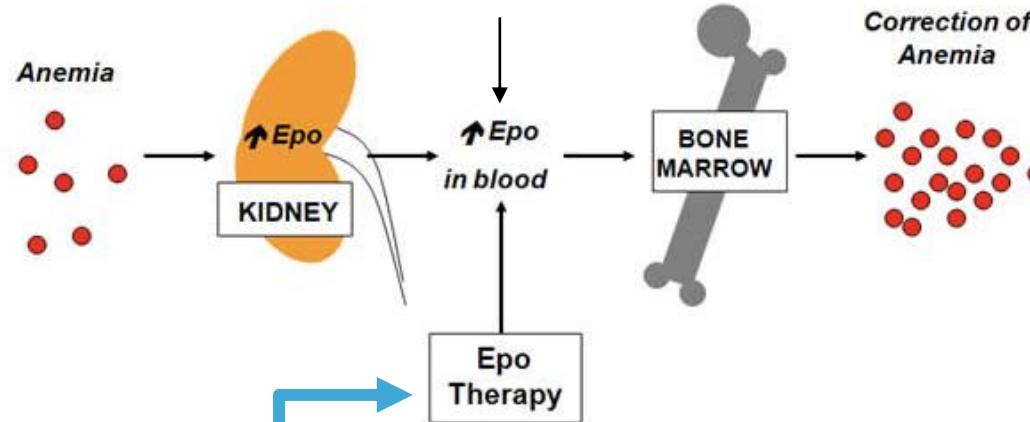 Anemia
↑ Epo
KIDNEY
↑ Epo
in blood
BONE
MARROW
Correction of
Anemia
Epo
Therapy